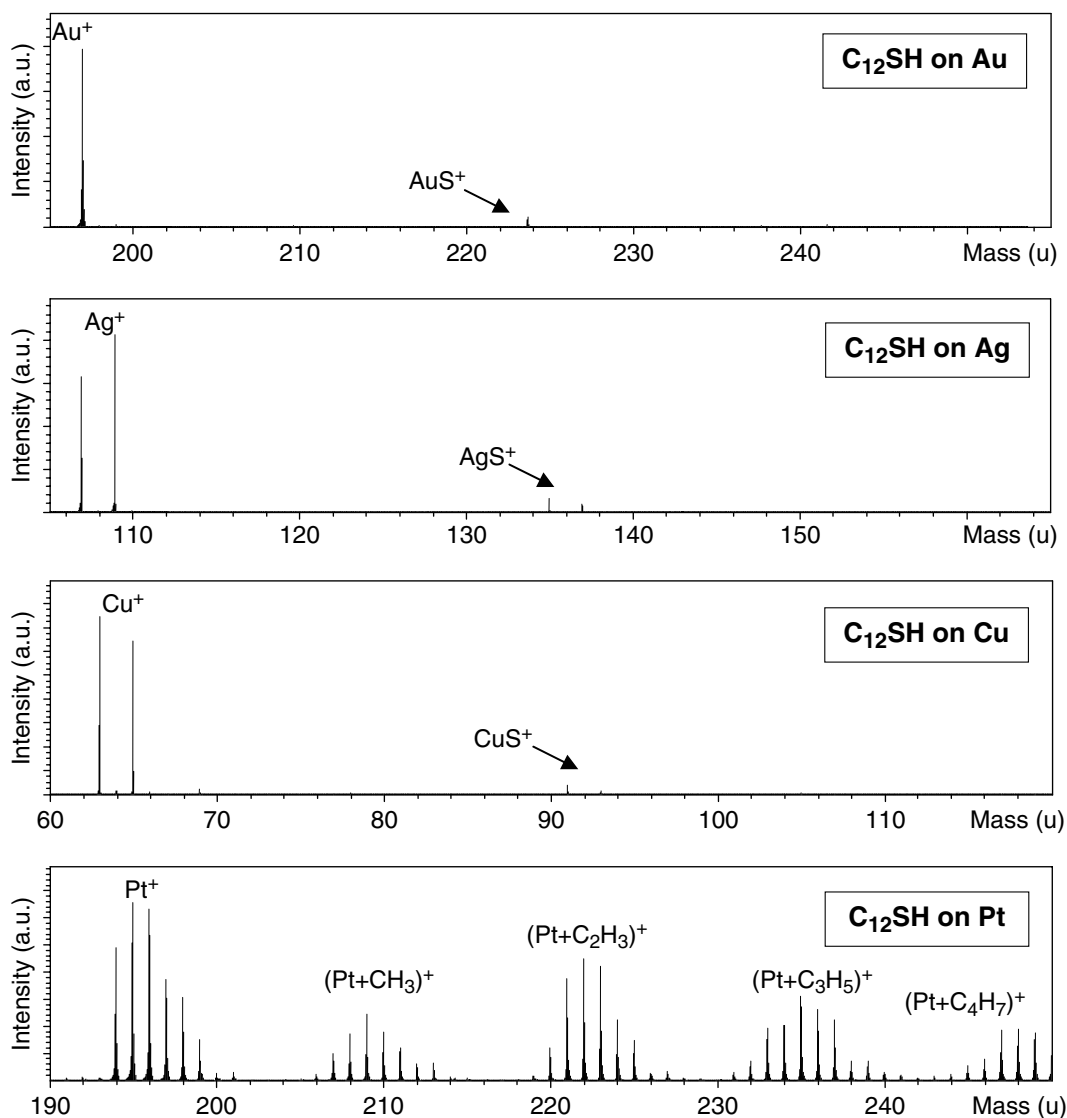 Intensity (a.u.)
Au⁺
C₁₂SH on Au
AuS⁺
200 210 220 230 240 Mass (u)
Intensity (a.u.)
Ag⁺
C₁₂SH on Ag
AgS⁺
110 120 130 140 150 Mass (u)
Intensity (a.u.)
Cu⁺
C₁₂SH on Cu
CuS⁺
60 70 80 90 100 110 Mass (u)
Intensity (a.u.)
Pt⁺
C₁₂SH on Pt
(Pt+C₂H₃)⁺
(Pt+CH₃)⁺
(Pt+C₃H₅)⁺
(Pt+C₄H₇)⁺
190 200 210 220 230 240 Mass (u)